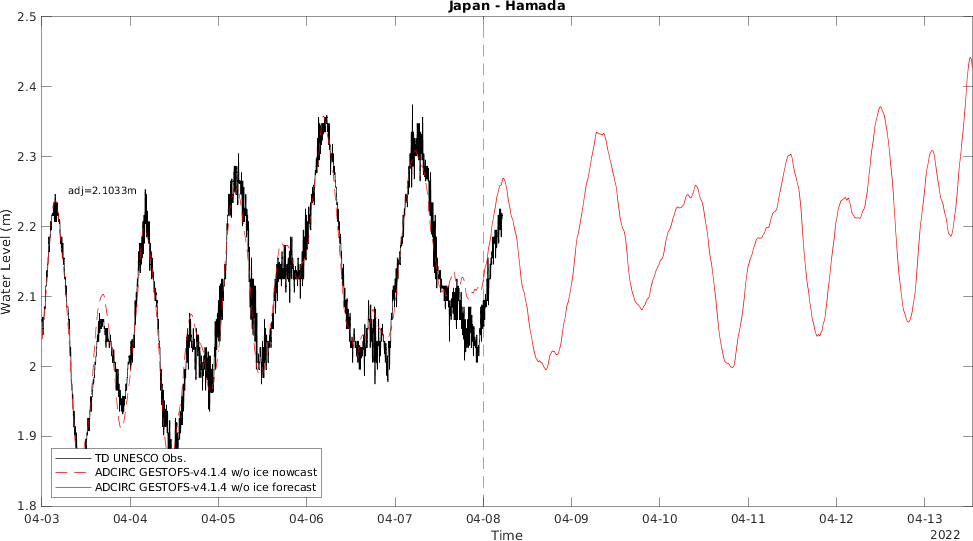 Japan - Hamada
2.5
2.4
2.3
2.2
2.1
2
1.9
1.8
Water Level (m)
adj=2.1033m
TD UNESCO Obs.
ADCIRC GESTOFS-v4.1.4 w/o ice nowcast
ADCIRC GESTOFS-v4.1.4 w/o ice forecast
04-03 04-04 04-05 04-06 04-07 04-08 04-09 04-10 04-11 04-12 04-13
Time
2022